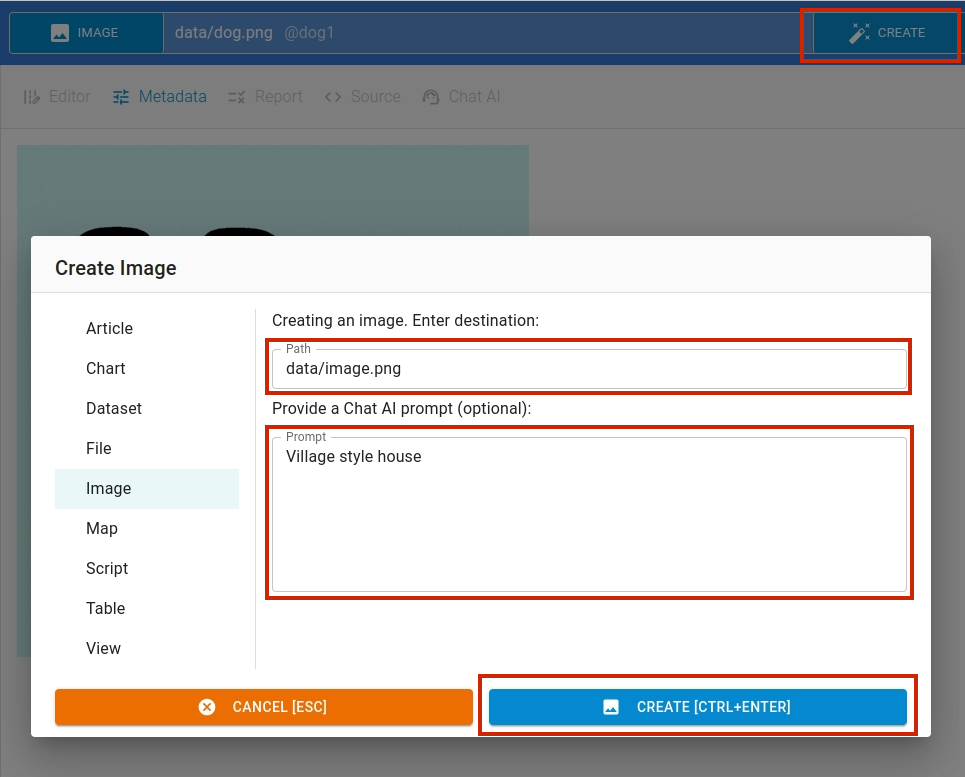 IMAGE data/dog.png @dog1 CREATE
Editor Metadata Report Source Chat AI
Create Image
Article
Chart
Dataset
File
Image
Map
Script
Table
View
Creating an image. Enter destination:
Path
data/image.png
Provide a Chat AI prompt (optional):
Prompt
Village style house
CANCEL [ESC] CREATE [CTRL+ENTER]